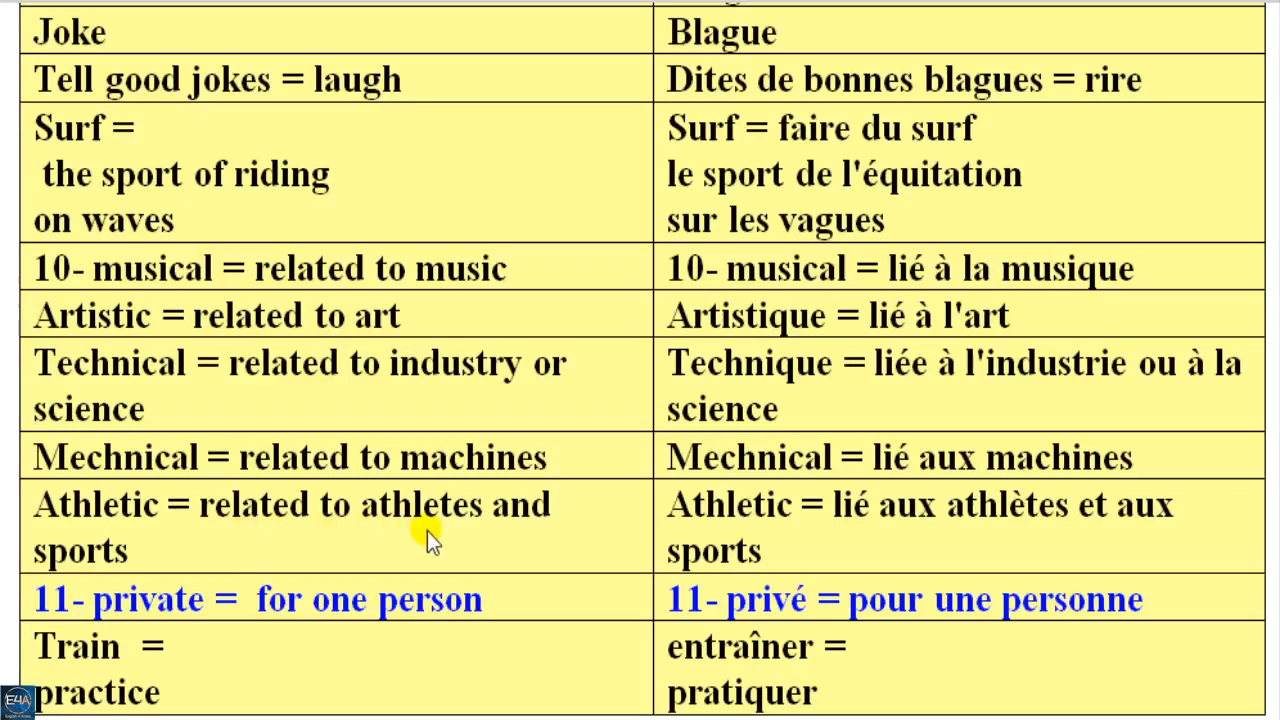 Joke
Blague
Tell good jokes = laugh
Dites de bonnes blagues = rire
Surf =
the sport of riding
on waves
Surf = faire du surf
le sport de l'équitation
sur les vagues
10- musical = related to music
10- musical = lié à la musique
Artistic = related to art
Artistique = lié à l'art
Technical = related to industry or
science
Technique = liée à l'industrie ou à la
science
Mechnical = related to machines
Mechnical = lié aux machines
Athletic = related to athletes and
sports
Athletic = lié aux athlètes et aux
sports
11- private = for one person
11- privé = pour une personne
Train =
practice
entraîner =
pratiquer
E4A